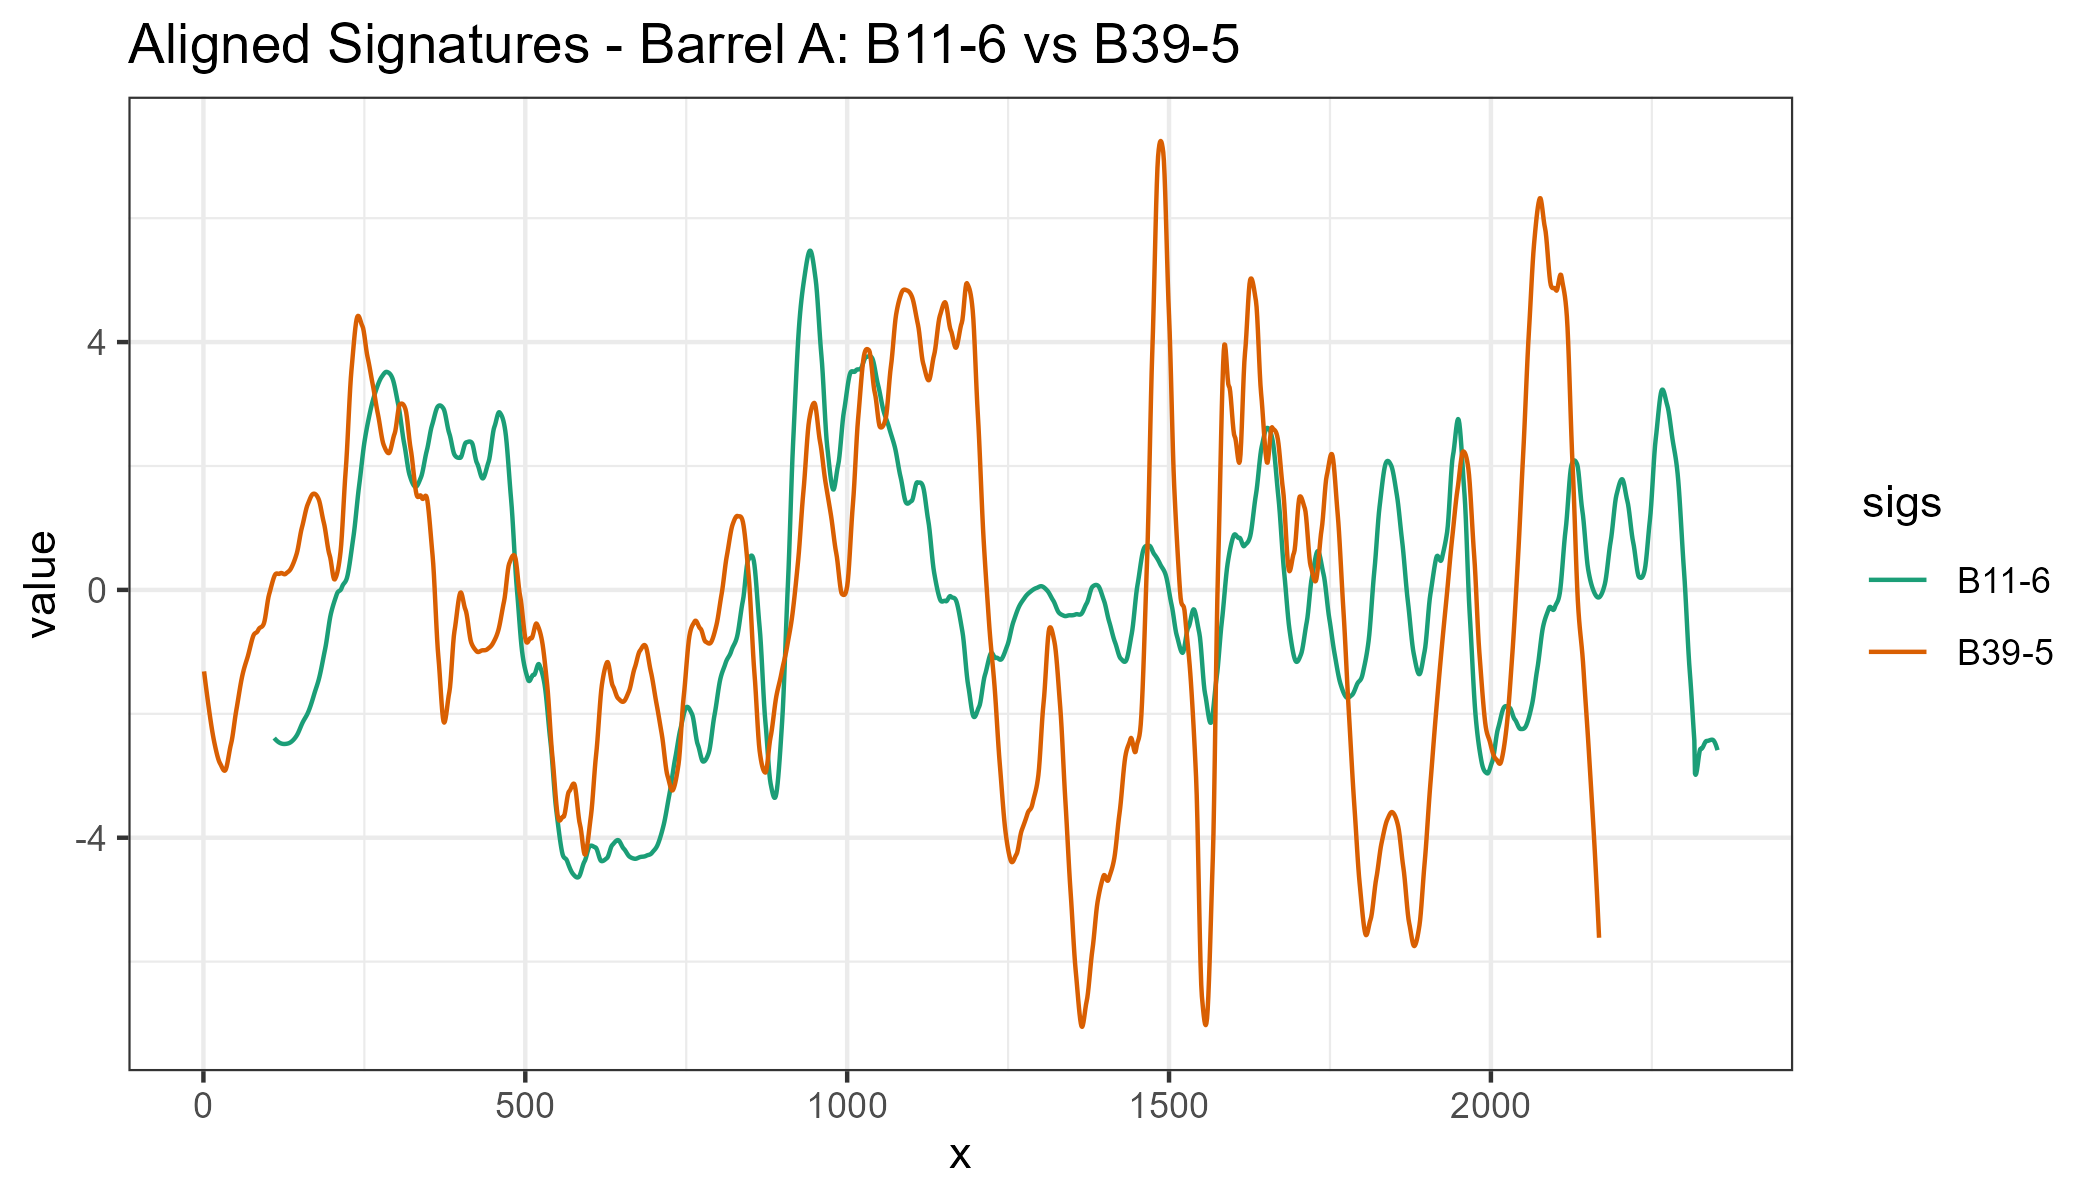 Aligned Signatures - Barrel A: B11-6 vs B39-5
value
4
0
-4
0 500 1000 1500 2000
x
sigs
B11-6
B39-5